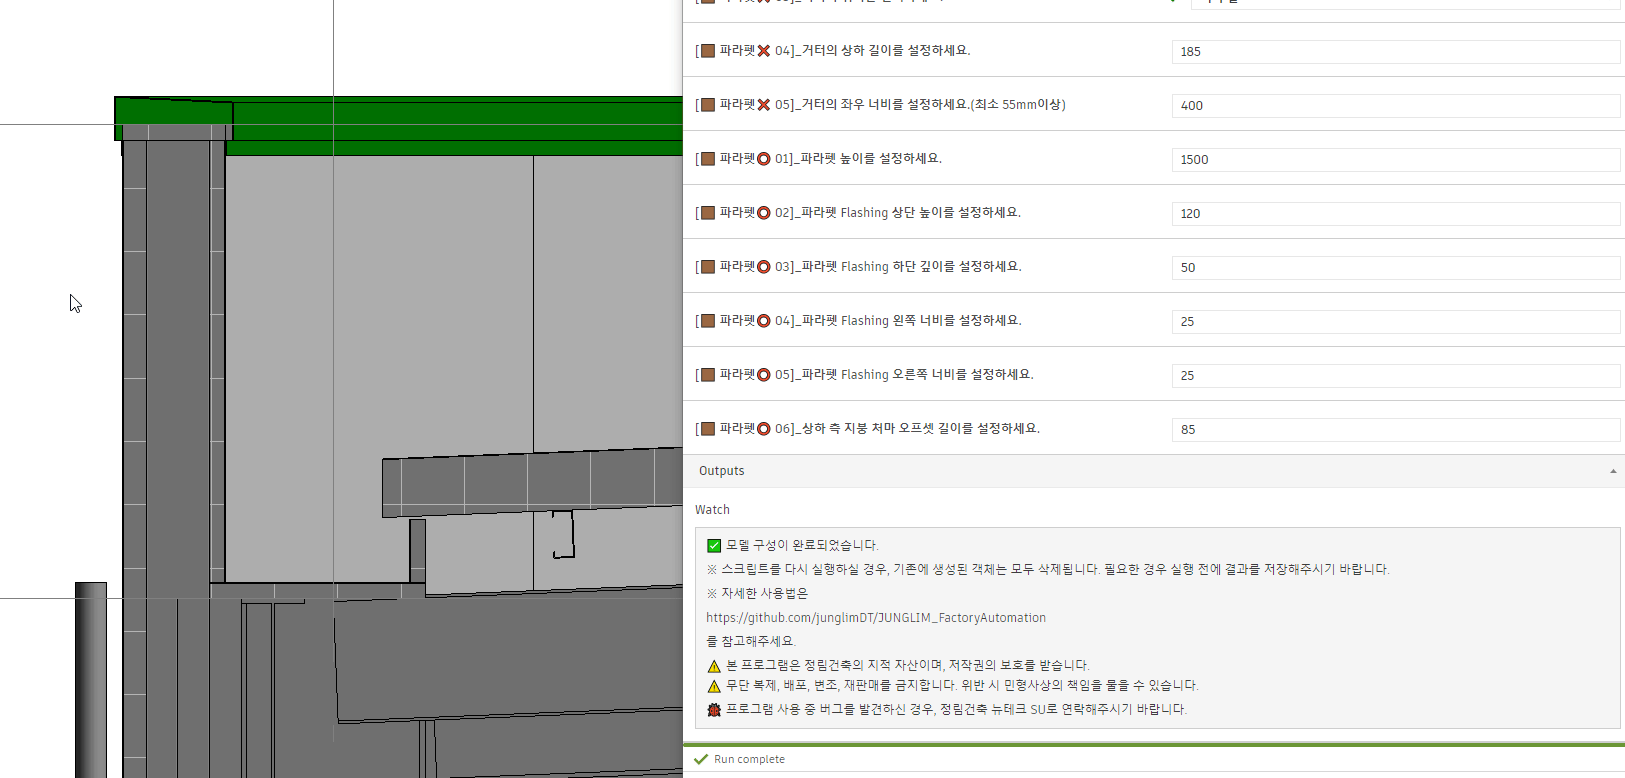 [🟫 파라펫❌ 04]_거터의 상하 길이를 설정하세요.
185
[🟫 파라펫❌ 05]_거터의 좌우 너비를 설정하세요.(최소 55mm이상)
400
[🟫 파라펫⭕ 01]_파라펫 높이를 설정하세요.
1500
[🟫 파라펫⭕ 02]_파라펫 Flashing 상단 높이를 설정하세요.
120
[🟫 파라펫⭕ 03]_파라펫 Flashing 하단 깊이를 설정하세요.
50
[🟫 파라펫⭕ 04]_파라펫 Flashing 왼쪽 너비를 설정하세요.
25
[🟫 파라펫⭕ 05]_파라펫 Flashing 오른쪽 너비를 설정하세요.
25
[🟫 파라펫⭕ 06]_상하 측 지붕 처마 오프셋 길이를 설정하세요.
85
Outputs
Watch
✅ 모델 구성이 완료되었습니다.
※ 스크립트를 다시 실행하실 경우, 기존에 생성된 객체는 모두 삭제됩니다. 필요한 경우 실행 전에 결과를 저장해주시기 바랍니다.
※ 자세한 사용법은
https://github.com/junglimDT/JUNGLIM_FactoryAutomation
를 참고해주세요.
⚠ 본 프로그램은 정림건축의 지적 자산이며, 저작권의 보호를 받습니다.
⚠ 무단 복제, 배포, 변조, 재판매를 금지합니다. 위반 시 민형사상의 책임을 물을 수 있습니다.
🐞 프로그램 사용 중 버그를 발견하신 경우, 정림건축 뉴테크 SU로 연락해주시기 바랍니다.
Run complete